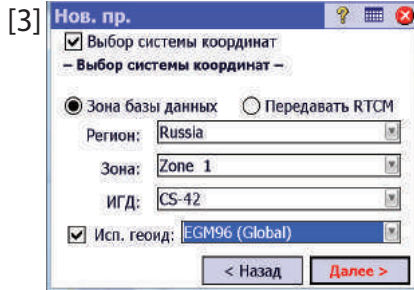 [3]
Нов. пр.
Выбор системы координат
– Выбор систем координат –
Зона базы данных Передавать RTCM
Регион: Russia
Зона: Zone 1
ИГД: CS-42
Исп. геоид: EGM96 (Global)
< Назад Далее >